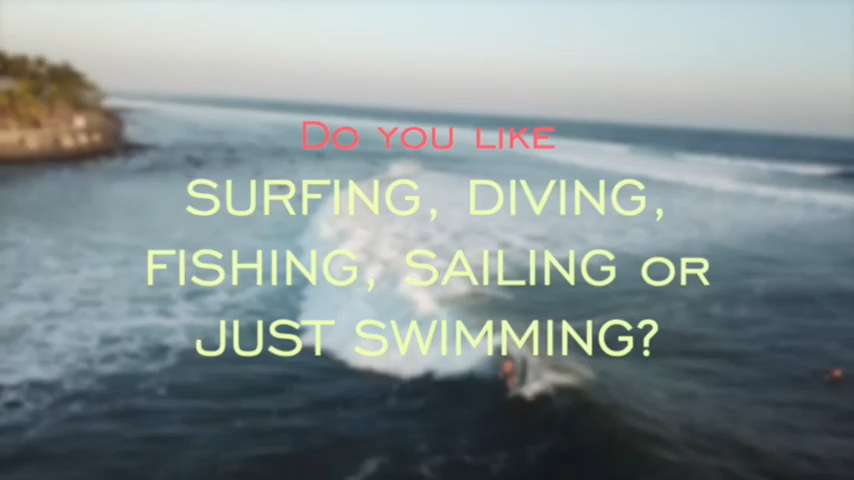 Do you like
SURFING, DIVING,
FISHING, SAILING or
JUST SWIMMING?